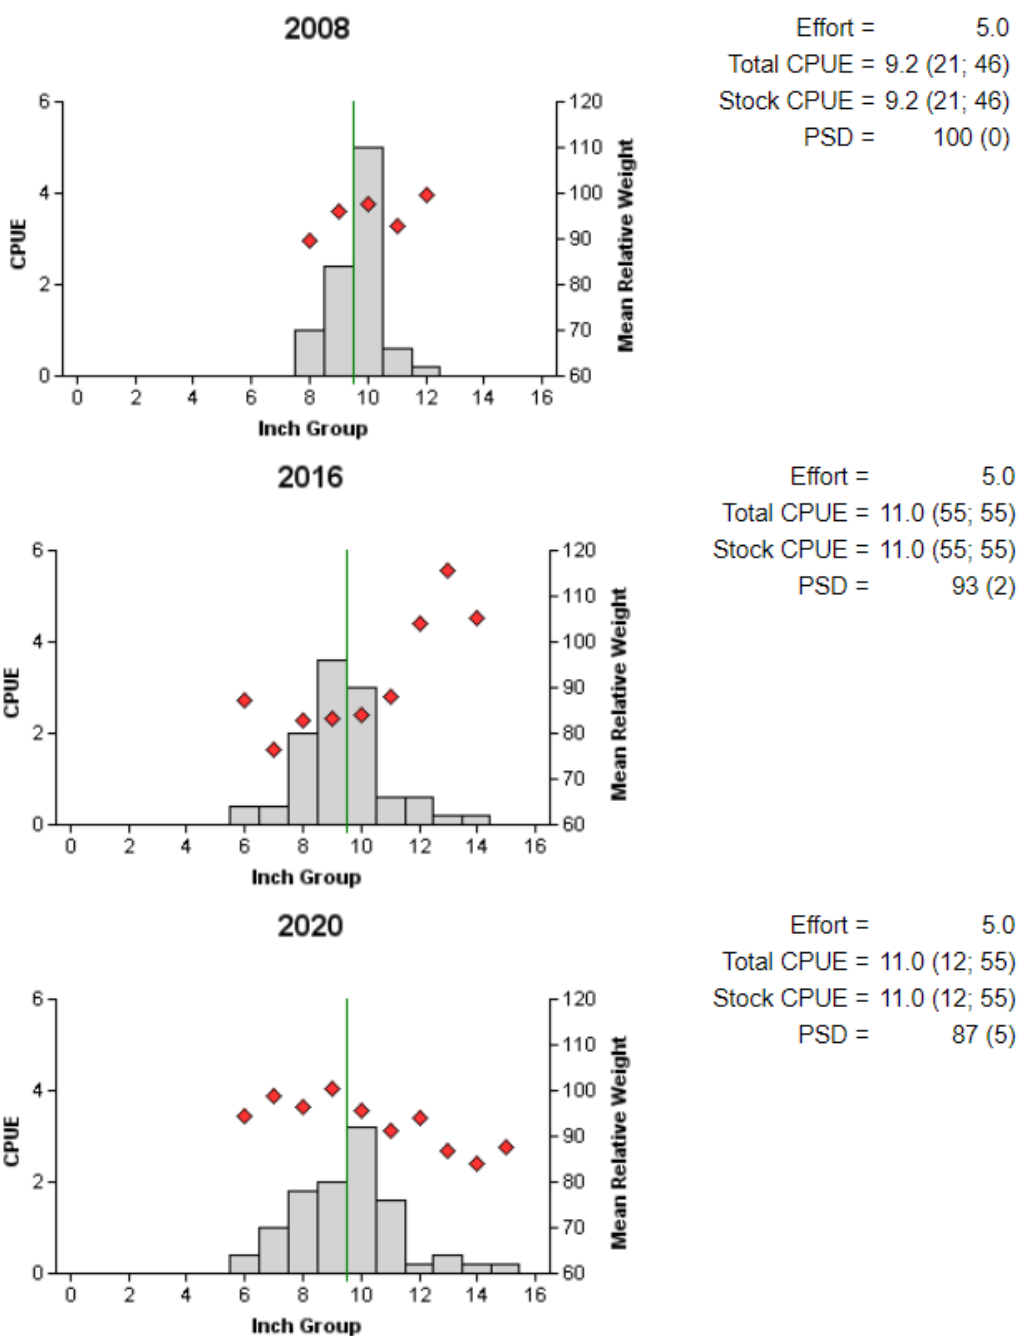 2008
Effort = 5.0
Total CPUE = 9.2 (21; 46)
Stock CPUE = 9.2 (21; 46)
PSD = 100 (0)
6 120
110
4 100
90
2 80
70
0 60
CPUE
Mean Relative Weight
0 2 4 6 8 10 12 14 16
Inch Group
2016
Effort = 5.0
Total CPUE = 11.0 (55; 55)
Stock CPUE = 11.0 (55; 55)
PSD = 93 (2)
6 120
110
4 100
90
2 80
70
0 60
CPUE
Mean Relative Weight
0 2 4 6 8 10 12 14 16
Inch Group
2020
Effort = 5.0
Total CPUE = 11.0 (12; 55)
Stock CPUE = 11.0 (12; 55)
PSD = 87 (5)
6 120
110
4 100
90
2 80
70
0 60
CPUE
Mean Relative Weight
0 2 4 6 8 10 12 14 16
Inch Group